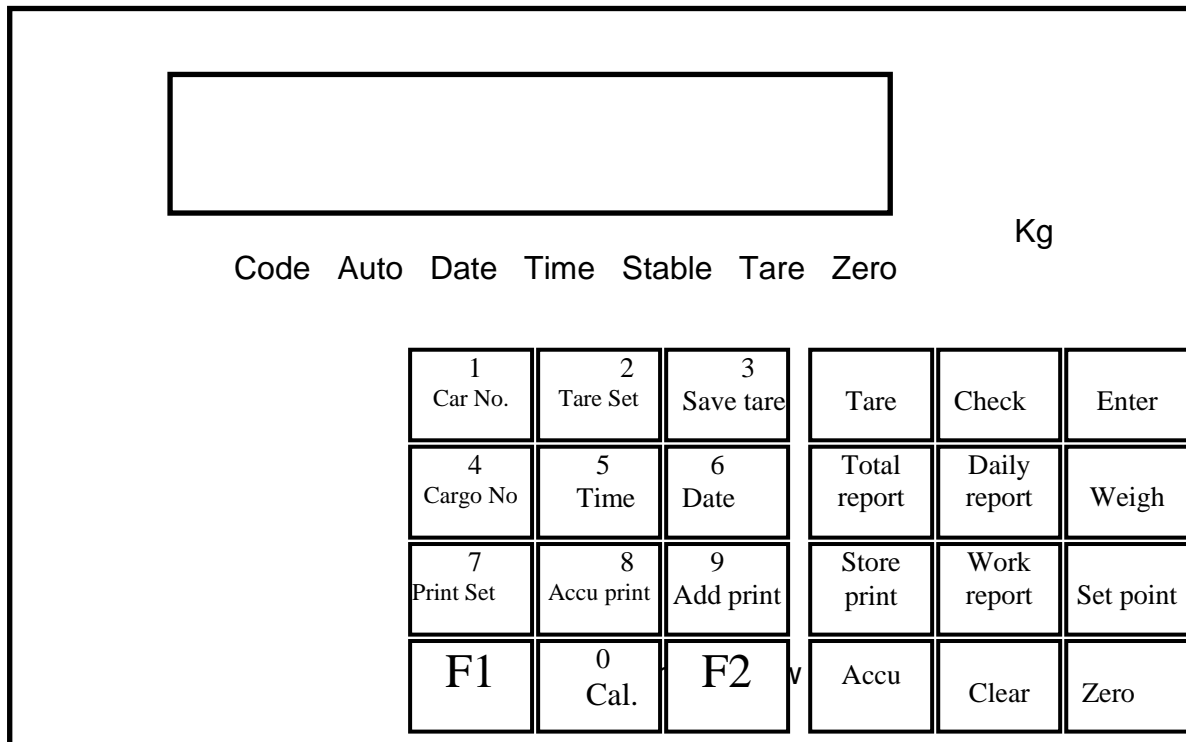 Kg
Code Auto Date Time Stable Tare Zero
1 2 3
Car No. Tare Set Save tare Tare Check Enter
4 5 6 Total Daily
Cargo No Time Date report report Weigh
7 8 9 Store Work
Print Set Accu print Add print print report Set point
F1 0 F2 Accu
Cal. Clear Zero